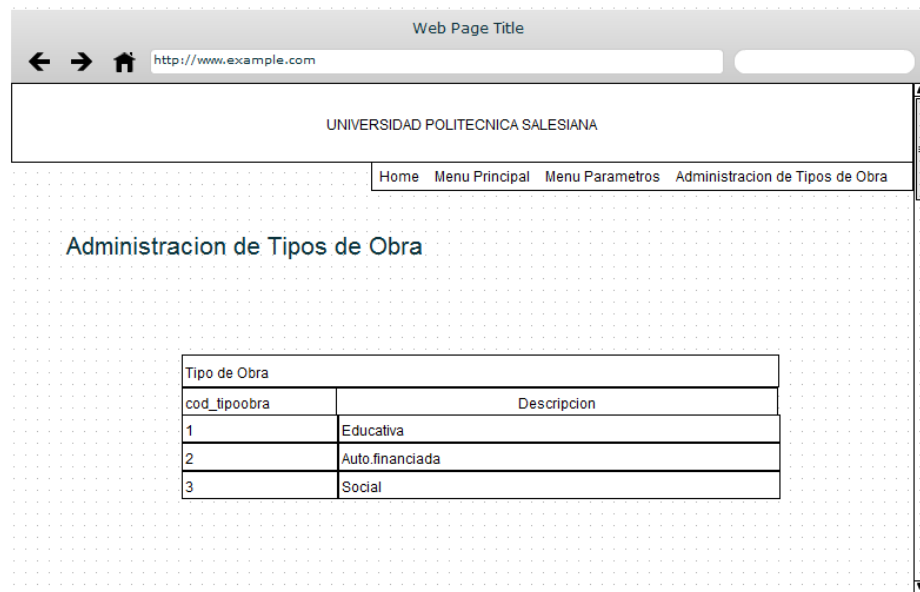 Web Page Title
http://www.example.com
UNIVERSIDAD POLITECNICA SALESIANA
Home Menu Principal Menu Parametros Administracion de Tipos de Obra
Administracion de Tipos de Obra
Tipo de Obra
cod_tipoobra Descripcion
1 Educativa
2 Auto.financiada
3 Social